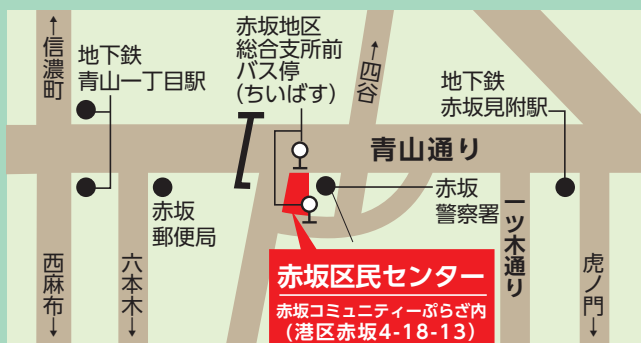 ↑信濃町
地下鉄
青山一丁目駅
赤坂地区
総合支所前
バス停
(ちいばす)
↑四谷
地下鉄
赤坂見附駅
青山通り
赤坂
郵便局
赤坂
警察署
一ツ木通り
西麻布↓
六本木↓
虎ノ門↓
赤坂区民センター
赤坂コミュニティーぷらざ内
(港区赤坂4-18-13)